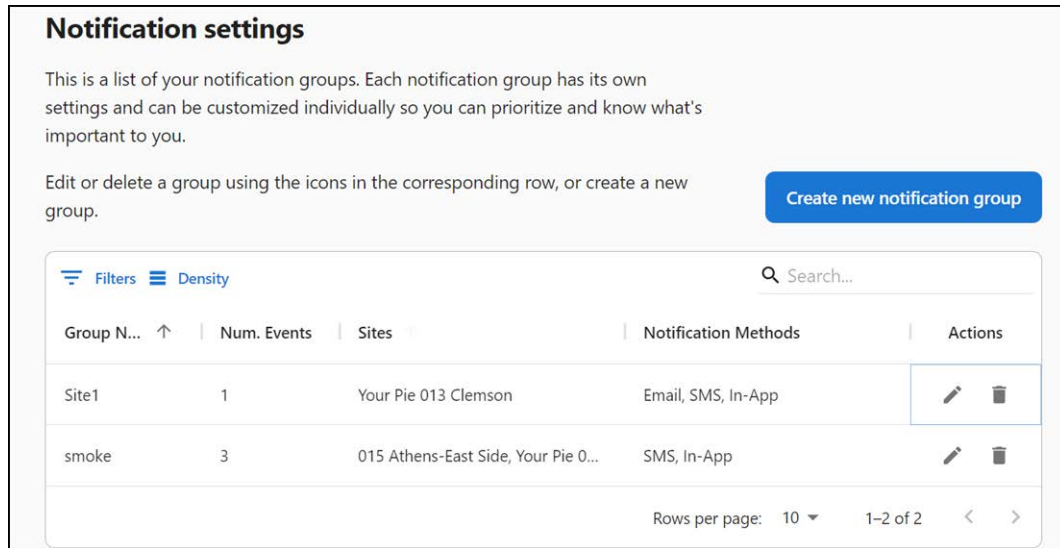 Notification settings
This is a list of your notification groups. Each notification group has its own
settings and can be customized individually so you can prioritize and know what's
important to you.
Edit or delete a group using the icons in the corresponding row, or create a new
group.
Create new notification group
Filters Density Search...
Group N... Num. Events Sites Notification Methods Actions
Site1 1 Your Pie 013 Clemson Email, SMS, In-App
smoke 3 015 Athens-East Side, Your Pie 0... SMS, In-App
Rows per page: 10 1–2 of 2